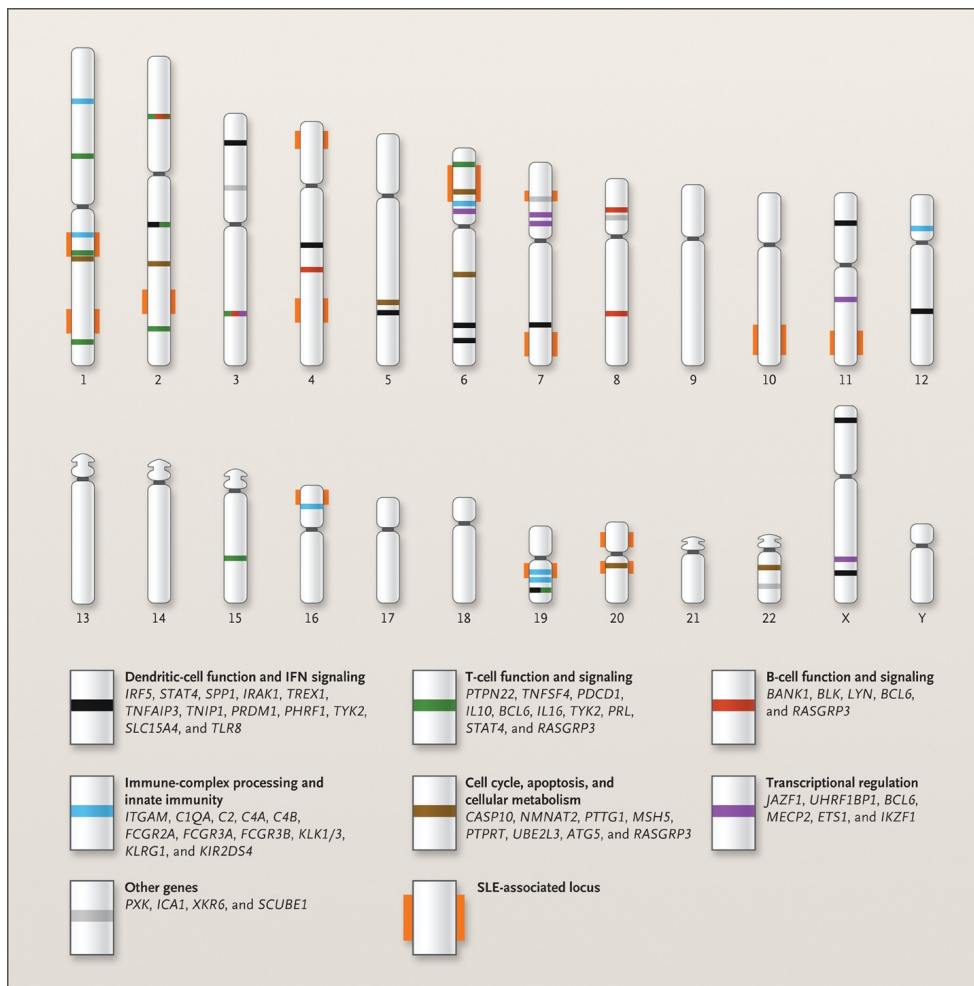 1 2 3 4 5 6 7 8 9 10 11 12
13 14 15 16 17 18 19 20 21 22 X Y
Dendritic-cell function and IFN signaling
IRF5, STAT4, SPP1, IRAK1, TREX1,
TNFAIP3, TNIP1, PRDM1, PHRF1, TYK2,
SLC15A4, and TLR8
T-cell function and signaling
PTPN22, TNFSF4, PDCD1,
IL10, BCL6, IL16, TYK2, PRL,
STAT4, and RASGRP3
B-cell function and signaling
BANK1, BLK, LYN, BCL6,
and RASGRP3
Immune-complex processing and
innate immunity
ITGAM, C1QA, C2, C4A, C4B,
FCGR2A, FCGR3A, FCGR3B, KLK1/3,
KLRG1, and KIR2DS4
Cell cycle, apoptosis, and
cellular metabolism
CASP10, NMNAT2, PTTG1, MSH5,
PTPRT, UBE2L3, ATG5, and RASGRP3
Transcriptional regulation
JAZF1, UHRF1BP1, BCL6,
MECP2, ETS1, and IKZF1
Other genes
PXK, ICA1, XKR6, and SCUBE1
SLE-associated locus